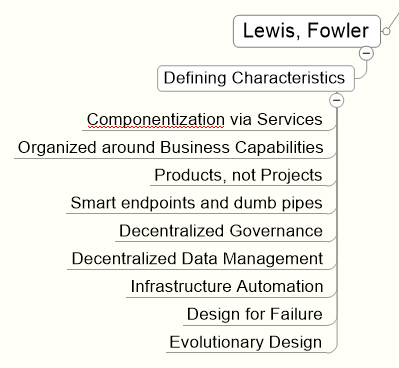 Lewis, Fowler
Defining Characteristics
Componentization via Services
Organized around Business Capabilities
Products, not Projects
Smart endpoints and dumb pipes
Decentralized Governance
Decentralized Data Management
Infrastructure Automation
Design for Failure
Evolutionary Design